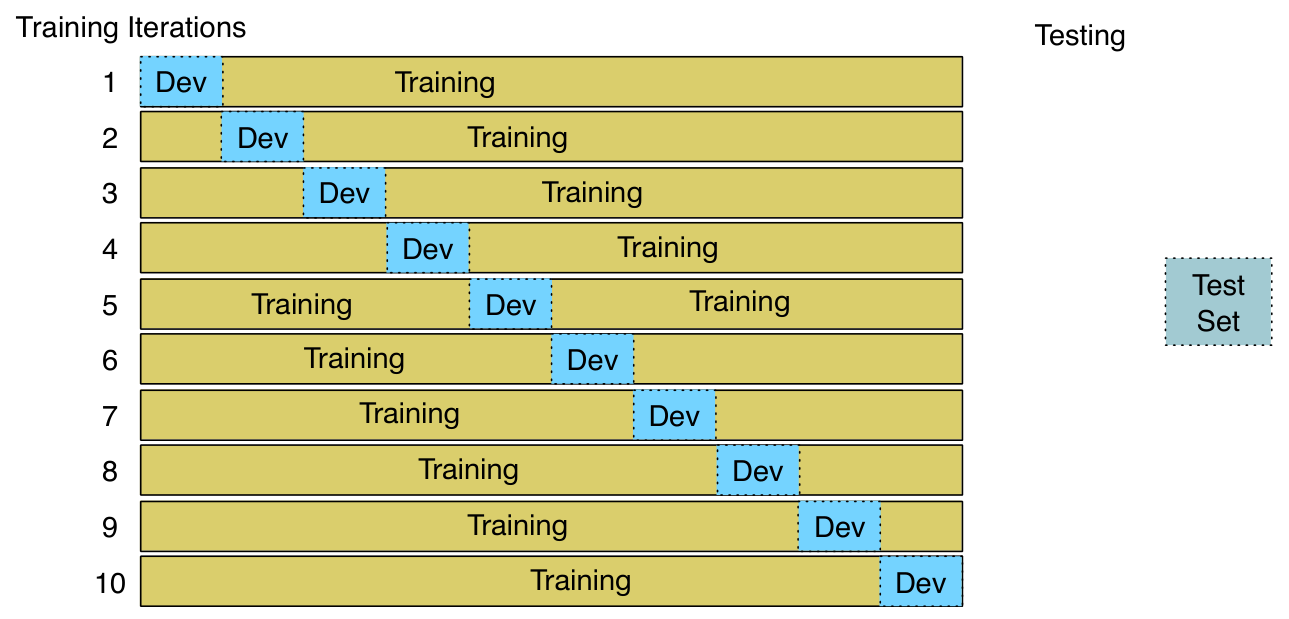 Training Iterations
Testing
1 Dev Training
2 Dev Training
3 Dev Training
4 Dev Training
5 Training Dev Training
6 Training Dev
7 Training Dev
8 Training Dev
9 Training Dev
10 Training Dev
Test
Set